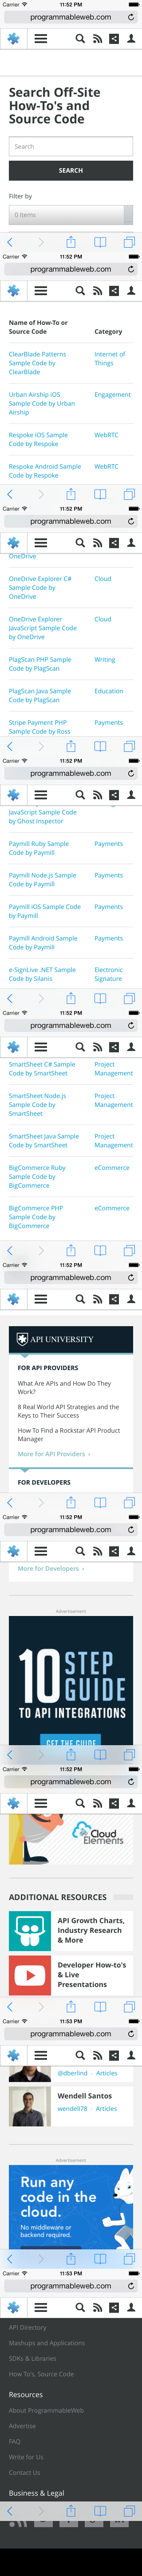 Carrier 11:52 PM
programmableweb.com
Search Off-Site
How-To's and
Source Code
Search
SEARCH
Filter by
0 Items
Carrier 11:52 PM
programmableweb.com
Name of How-To or
Source Code
Category
ClearBlade Patterns
Sample Code by
ClearBlade
Internet of
Things
Urban Airship iOS
Sample Code by Urban
Airship
Engagement
Respoke iOS Sample
Code by Respoke
WebRTC
Respoke Android Sample
Code by Respoke
WebRTC
Carrier 11:52 PM
programmableweb.com
OneDrive
OneDrive Explorer C#
Sample Code by
OneDrive
Cloud
OneDrive Explorer
JavaScript Sample Code
by OneDrive
Cloud
PlagScan PHP Sample
Code by PlagScan
Writing
PlagScan Java Sample
Code by PlagScan
Education
Stripe Payment PHP
Sample Code by Ross
Payments
Carrier 11:52 PM
programmableweb.com
JavaScript Sample Code
by Ghost Inspector
Paymill Ruby Sample
Code by Paymill
Payments
Paymill Node.js Sample
Code by Paymill
Payments
Paymill iOS Sample Code
by Paymill
Payments
Paymill Android Sample
Code by Paymill
Payments
e-SignLive .NET Sample
Code by Silanis
Electronic
Signature
Carrier 11:52 PM
programmableweb.com
SmartSheet C# Sample
Code by SmartSheet
Project
Management
SmartSheet Node.js
Sample Code by
SmartSheet
Project
Management
SmartSheet Java Sample
Code by SmartSheet
Project
Management
BigCommerce Ruby
Sample Code by
BigCommerce
eCommerce
BigCommerce PHP
Sample Code by
BigCommerce
eCommerce
Carrier 11:52 PM
programmableweb.com
API UNIVERSITY
FOR API PROVIDERS
What Are APIs and How Do They
Work?
8 Real World API Strategies and the
Keys to Their Success
How To Find a Rockstar API Product
Manager
More for API Providers ›
FOR DEVELOPERS
Carrier 11:52 PM
programmableweb.com
More for Developers ›
Advertisement
10 STEP
GUIDE
TO API INTEGRATIONS
GET THE GUIDE
Carrier 11:52 PM
programmableweb.com
Cloud
Elements
ADDITIONAL RESOURCES
API Growth Charts,
Industry Research
& More
Developer How-to's
& Live
Presentations
Carrier 11:53 PM
programmableweb.com
@dberlind · Articles
Wendell Santos
wendell78 · Articles
Advertisement
Run any
code in the
cloud.
No middleware or
backend required.
Carrier 11:53 PM
programmableweb.com
API Directory
Mashups and Applications
SDKs & Libraries
How To's, Source Code
Resources
About ProgrammableWeb
Advertise
FAQ
Write for Us
Contact Us
Business & Legal